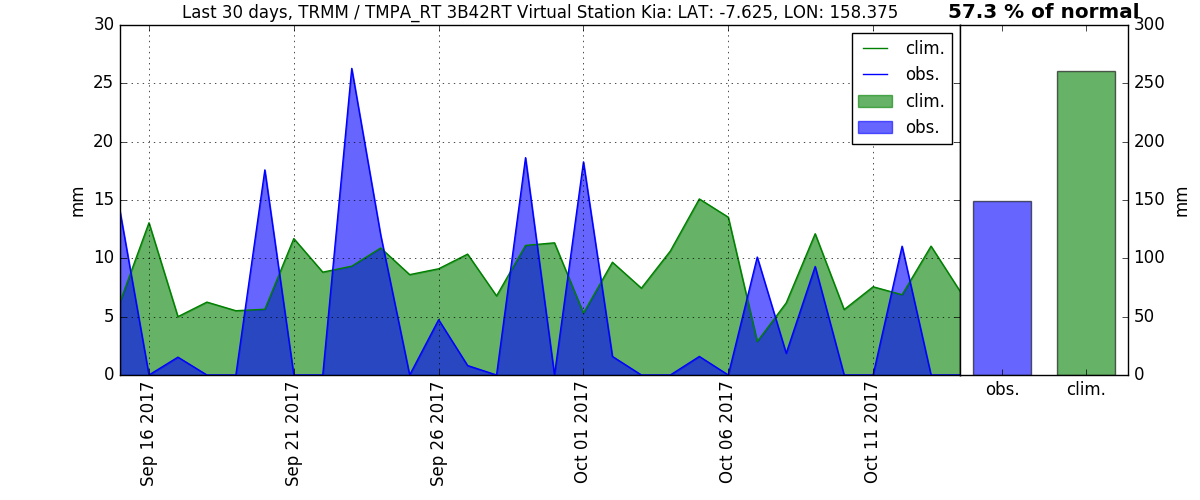 Last 30 days, TRMM / TMPA_RT 3B42RT Virtual Station Kia: LAT: -7.625, LON: 158.375
57.3 % of normal
30
25
20
15
10
5
0
mm
clim.
obs.
clim.
obs.
Sep 16 2017
Sep 21 2017
Sep 26 2017
Oct 01 2017
Oct 06 2017
Oct 11 2017
300
250
200
150
100
50
0
mm
obs.
clim.